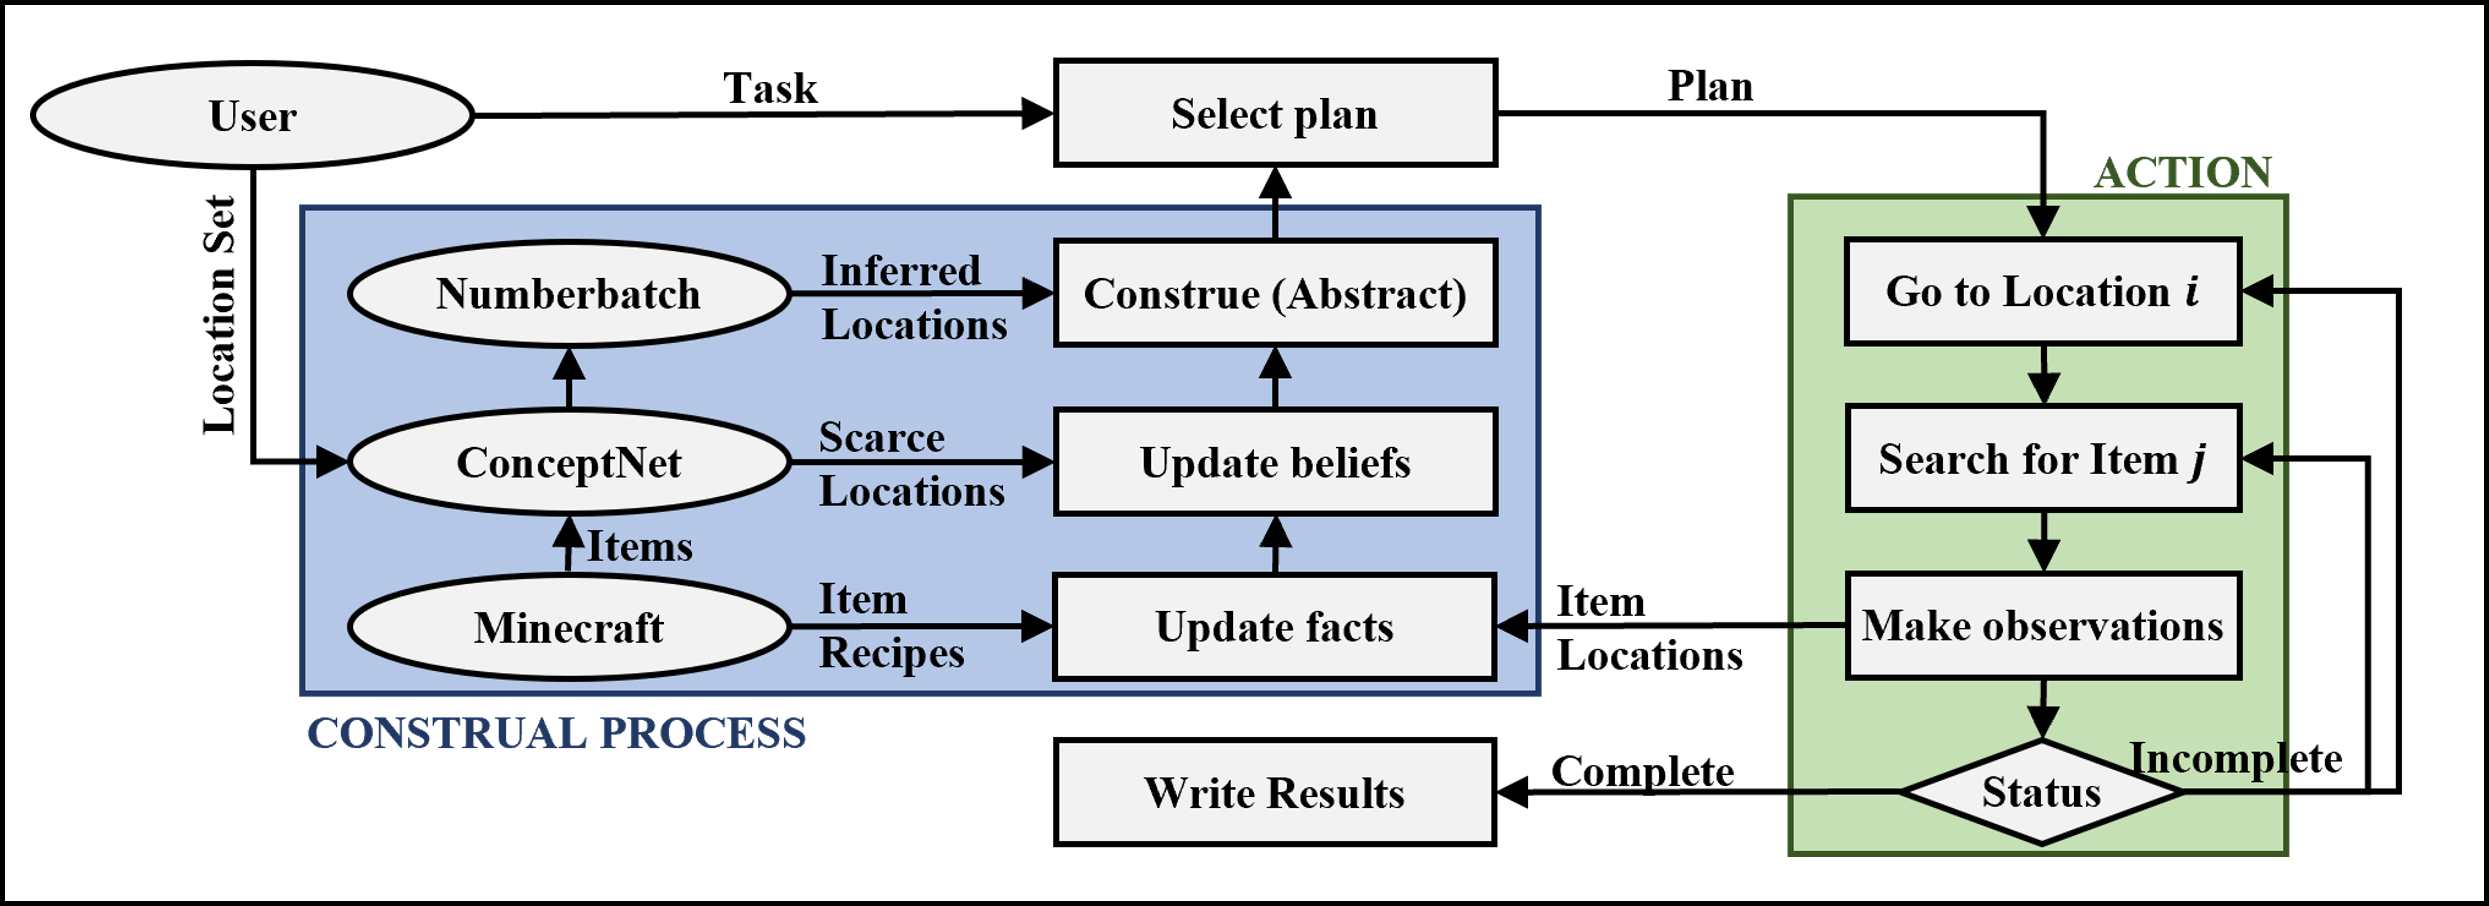 User
Task
Select plan
Plan
ACTION
Location Set
Numberbatch
Inferred
Locations
Construe (Abstract)
Go to Location i
ConceptNet
Scarce
Locations
Update beliefs
Search for Item j
Items
Minecraft
Item
Recipes
Update facts
Item
Locations
Make observations
CONSTRUAL PROCESS
Write Results
Complete
Status
Incomplete